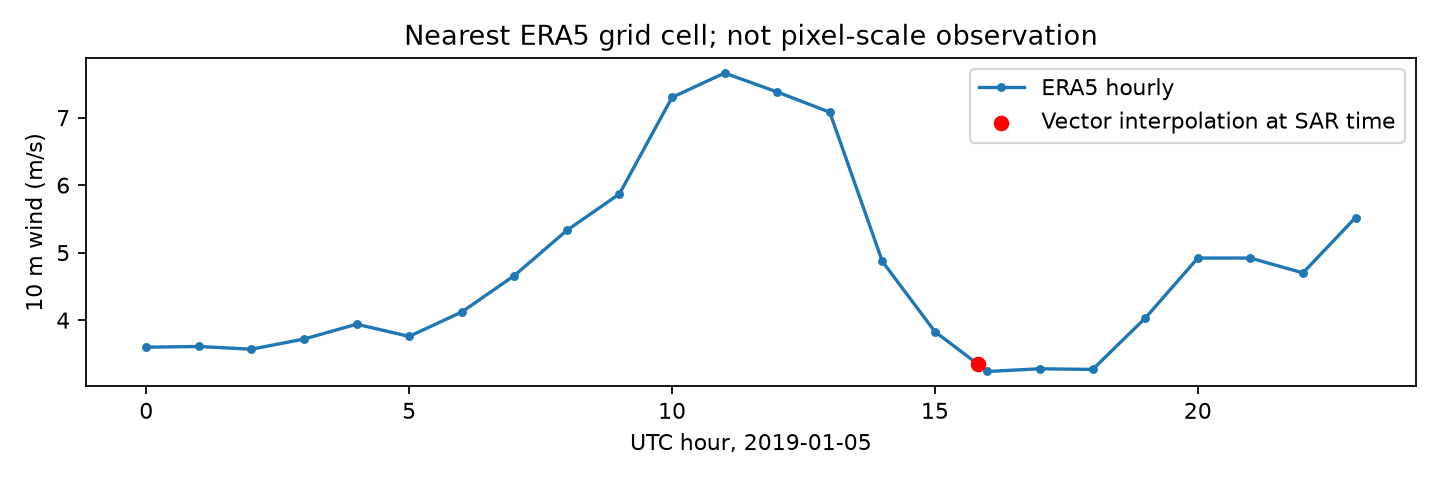 Nearest ERA5 grid cell; not pixel-scale observation
ERA5 hourly
Vector interpolation at SAR time
10 m wind (m/s)
7
6
5
4
0
5
10
15
20
UTC hour, 2019-01-05